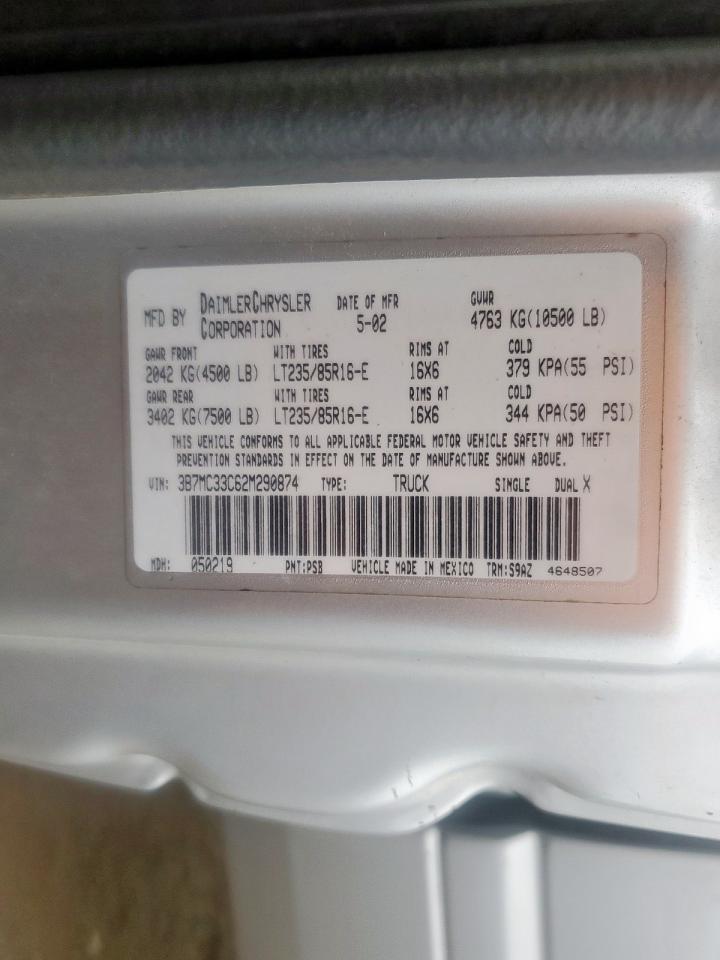 MFD BY DAIMLERCHRYSLER CORPORATION DATE OF MFR 5-02 GVWR 4763 KG(10500 LB)
GAWR FRONT WITH TIRES RIMS AT COLD
2042 KG(4500 LB) LT235/85R16-E 16X6 379 KPA(55 PSI)
GAWR REAR WITH TIRES RIMS AT COLD
3402 KG(7500 LB) LT235/85R16-E 16X6 344 KPA(50 PSI)
THIS VEHICLE CONFORMS TO ALL APPLICABLE FEDERAL MOTOR VEHICLE SAFETY AND THEFT
PREVENTION STANDARDS IN EFFECT ON THE DATE OF MANUFACTURE SHOWN ABOVE.
VIN: 3B7MC33C62M290874 TYPE: TRUCK SINGLE DUAL X
MDH: 050219 PNT:PSB VEHICLE MADE IN MEXICO TRM:S9AZ 4648507